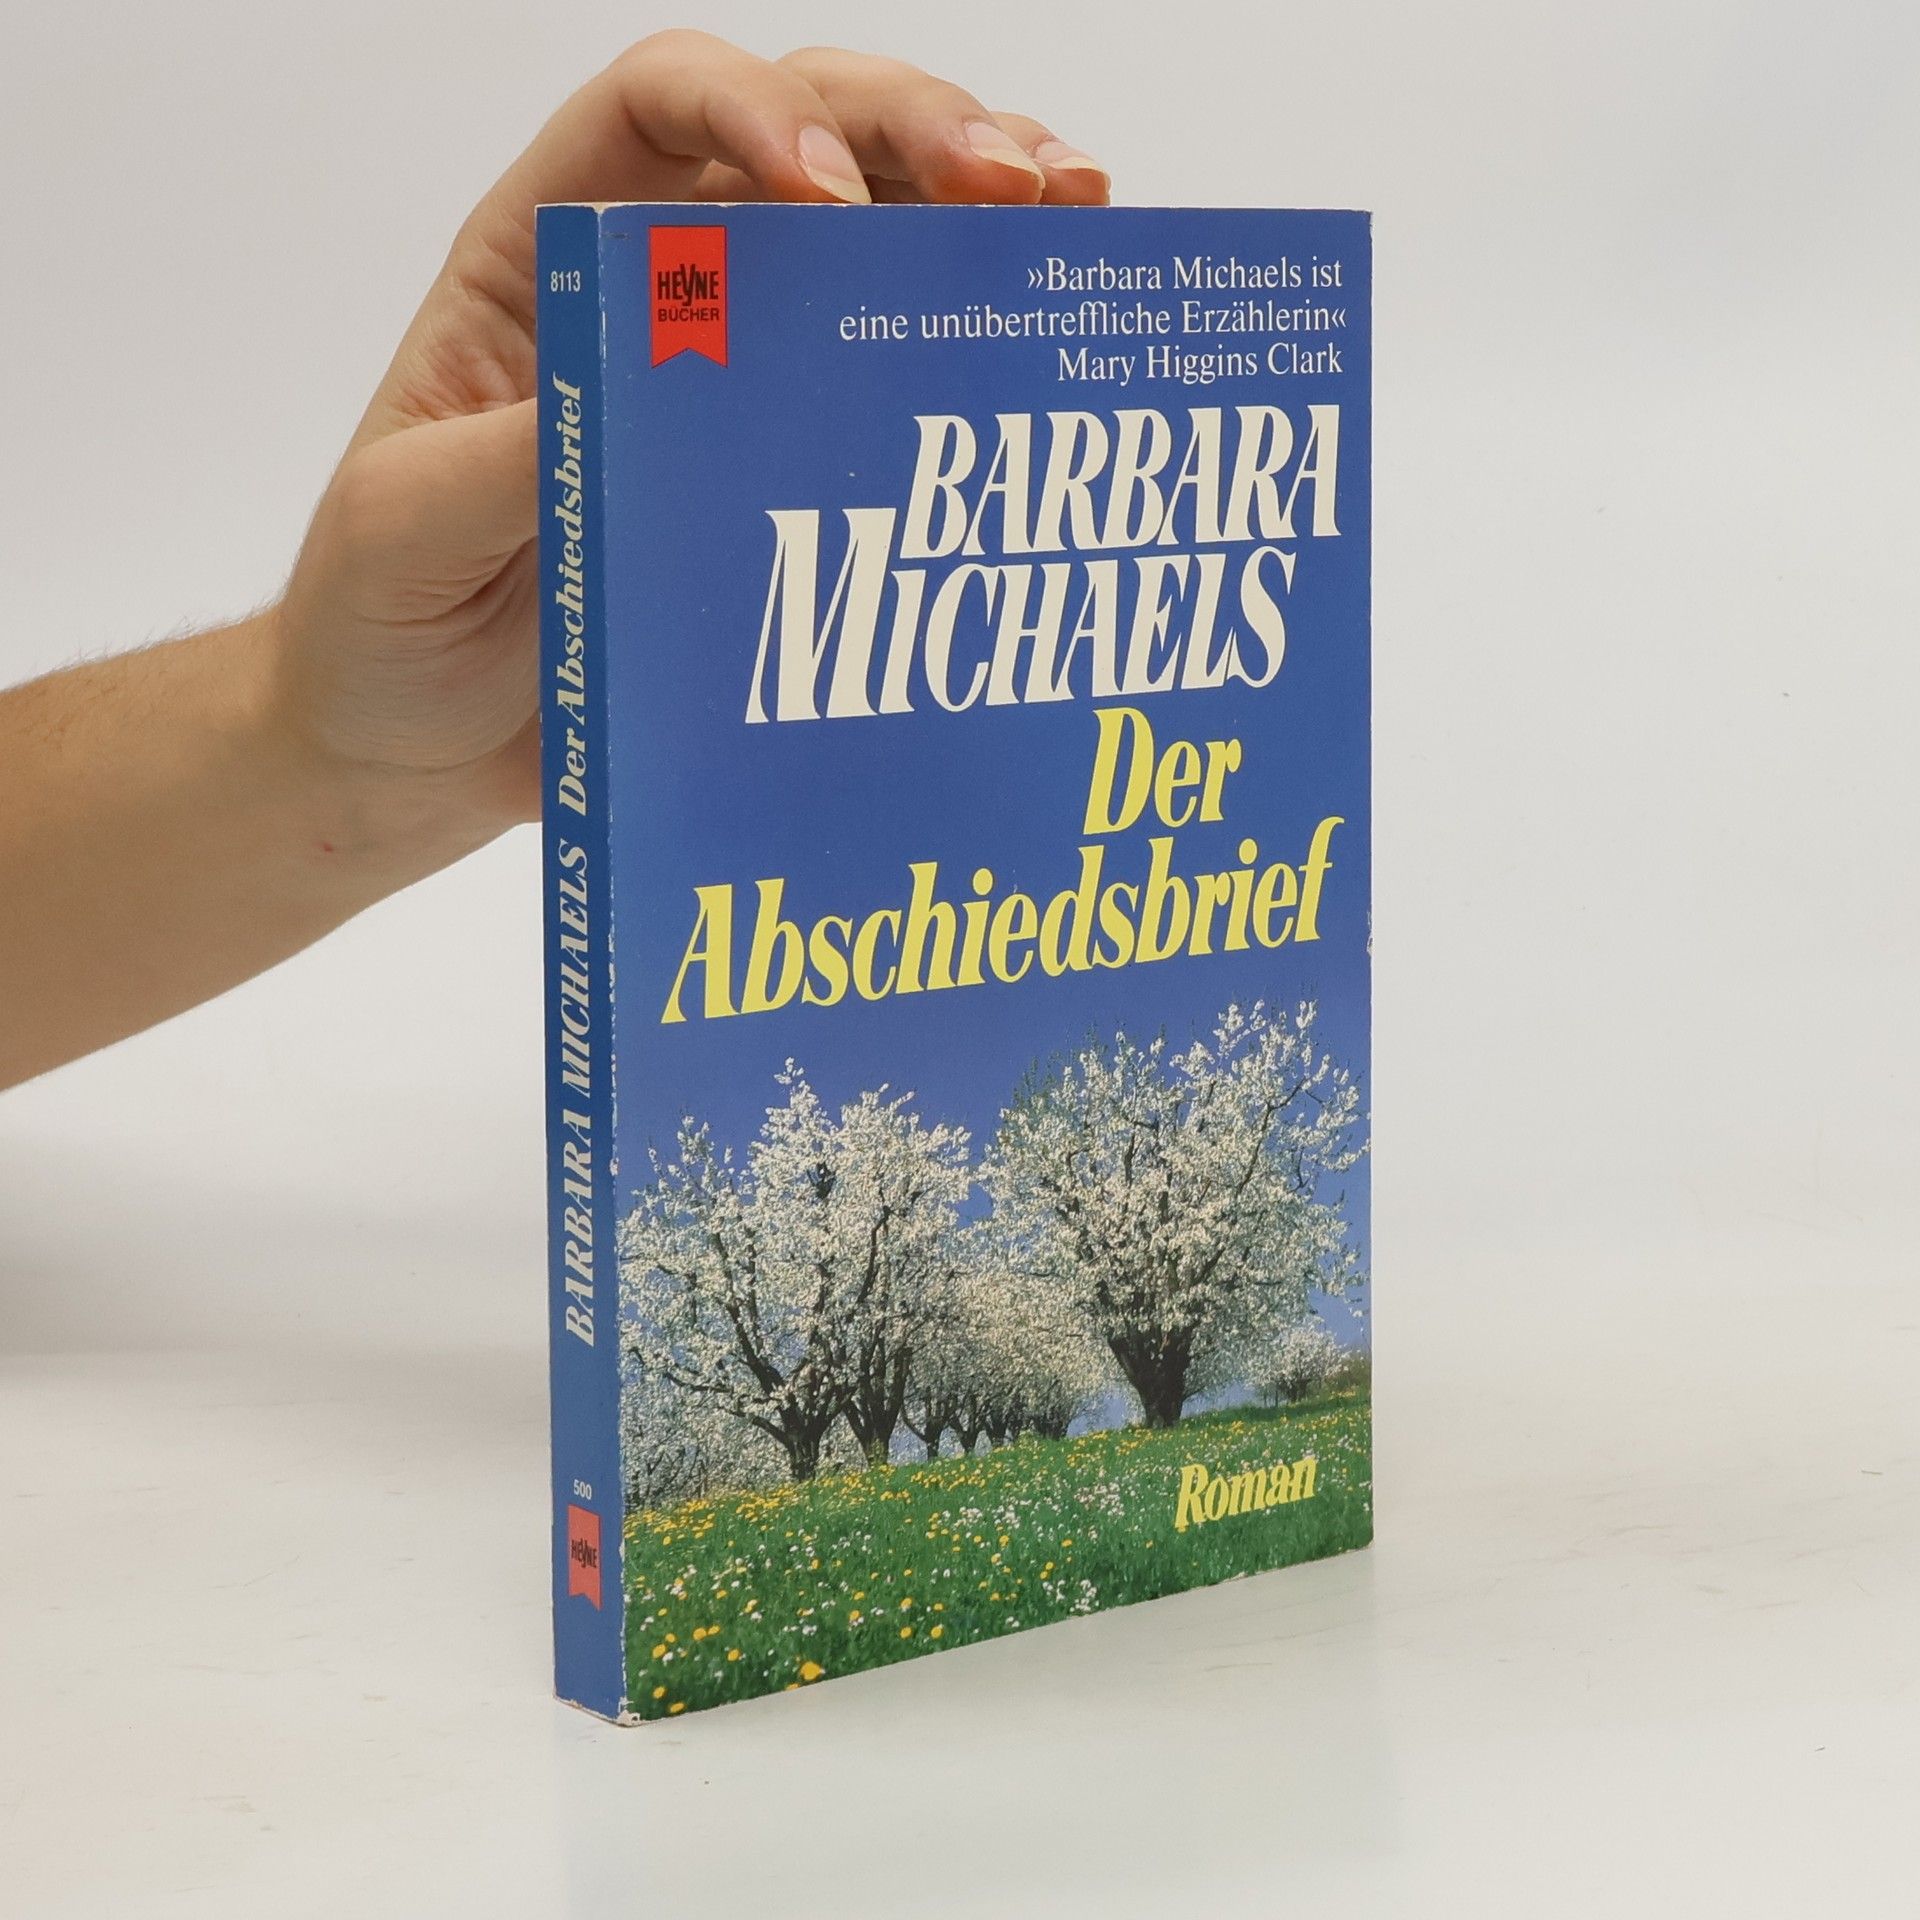 8113
BARBARA MICHAELS Der Abschiedsbrief
500
HEYNE
HEYNE
BÜCHER
»Barbara Michaels ist
eine unübertreffliche Erzählerin«
Mary Higgins Clark
BARBARA
MICHAELS
Der
Abschiedsbrief
Roman